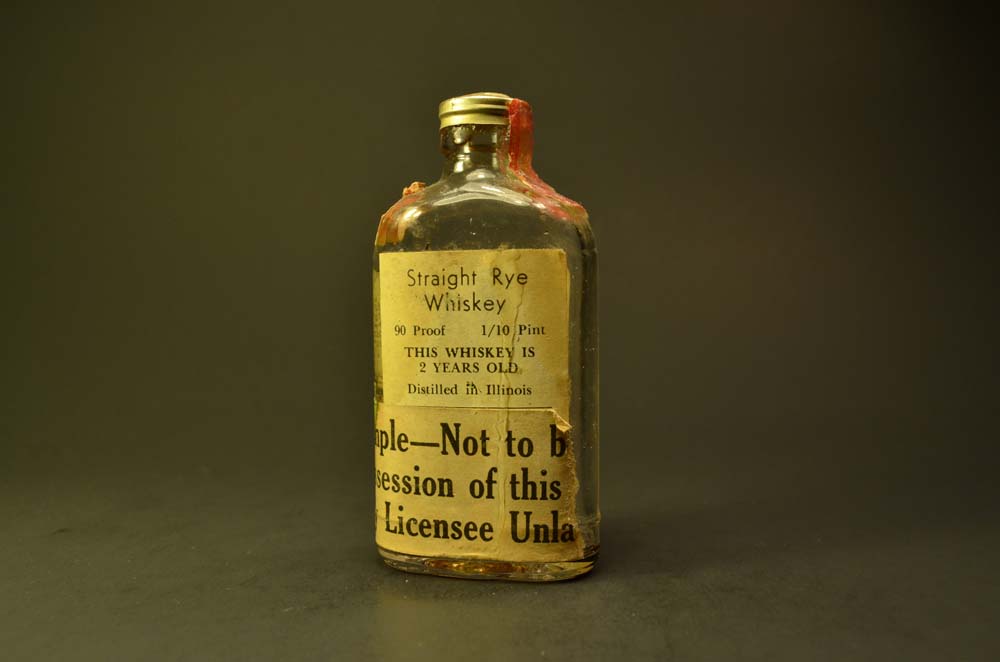 Straight Rye
Whiskey
90 Proof 1/10 Pint
THIS WHISKEY IS
2 YEARS OLD
Distilled in Illinois
mple—Not to b
session of this
Licensee Unla